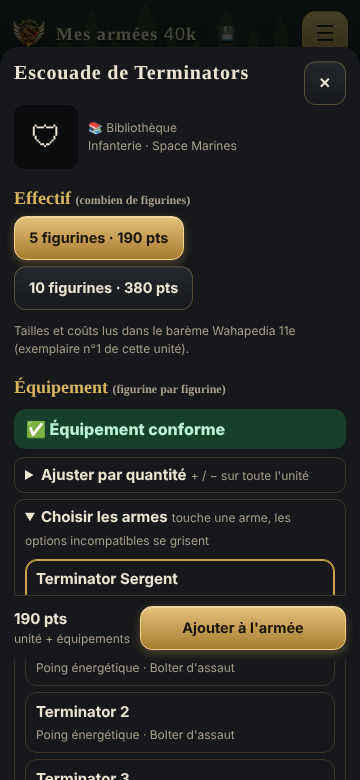 Mes armées 40k
Escouade de Terminators
×
📚 Bibliothèque
Infanterie · Space Marines
Effectif (combien de figurines)
5 figurines · 190 pts
10 figurines · 380 pts
Tailles et coûts lus dans le barème Wahapedia 11e
(exemplaire n°1 de cette unité).
Équipement (figurine par figurine)
✅ Équipement conforme
▶ Ajuster par quantité + / − sur toute l'unité
▼ Choisir les armes touche une arme, les
options incompatibles se grisent
Terminator Sergent
190 pts
unité + équipements
Ajouter à l'armée
Poing énergétique · Bolter d'assaut
Terminator 2
Poing énergétique · Bolter d'assaut
Terminator 3